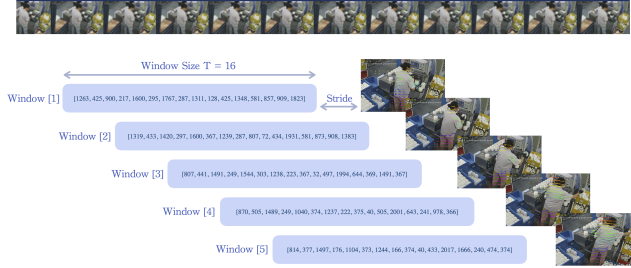 Window Size T = 16
Window [1] [1263, 425, 900, 217, 1600, 295, 1767, 287, 1311, 128, 425, 1348, 581, 857, 909, 1823] Stride
Window [2] [1319, 433, 1420, 297, 1600, 367, 1239, 287, 807, 72, 434, 1931, 581, 873, 908, 1383]
Window [3] [807, 441, 1491, 249, 1544, 303, 1238, 223, 367, 32, 497, 1994, 644, 369, 1491, 367]
Window [4] [870, 505, 1489, 249, 1040, 374, 1237, 222, 375, 40, 505, 2001, 643, 241, 978, 366]
Window [5] [814, 377, 1497, 176, 1104, 373, 1244, 166, 374, 40, 433, 2017, 1666, 240, 474, 374]